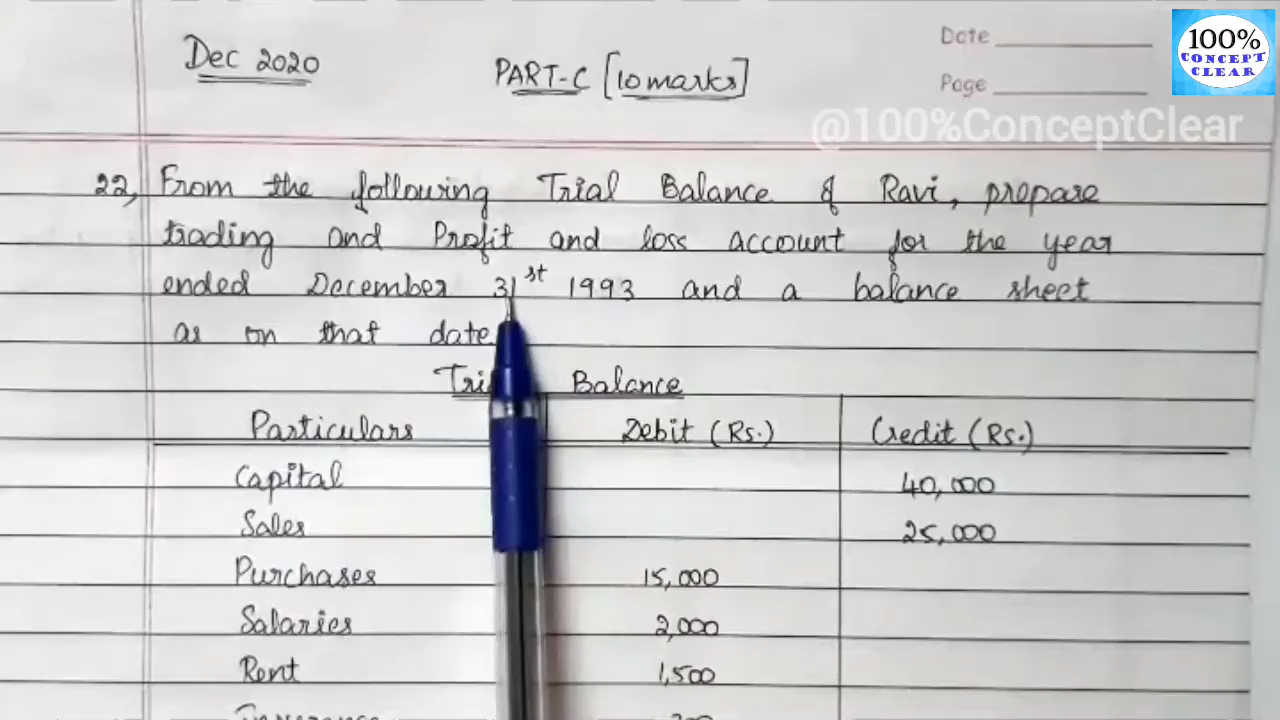 Dec 2020
PART-C [10 marks]
Date
Page
100%
CONCEPT
CLEAR
@100%ConceptClear
22, From the following Trial Balance of Ravi, prepare
trading and Profit and loss account for the year
ended December 31st 1993 and a balance sheet
as on that date
Balance
Particulars Debit (Rs.) Credit (Rs.)
Capital 40,000
Sales 25,000
Purchases 15,000
Salaries 2,000
Rent 1,500